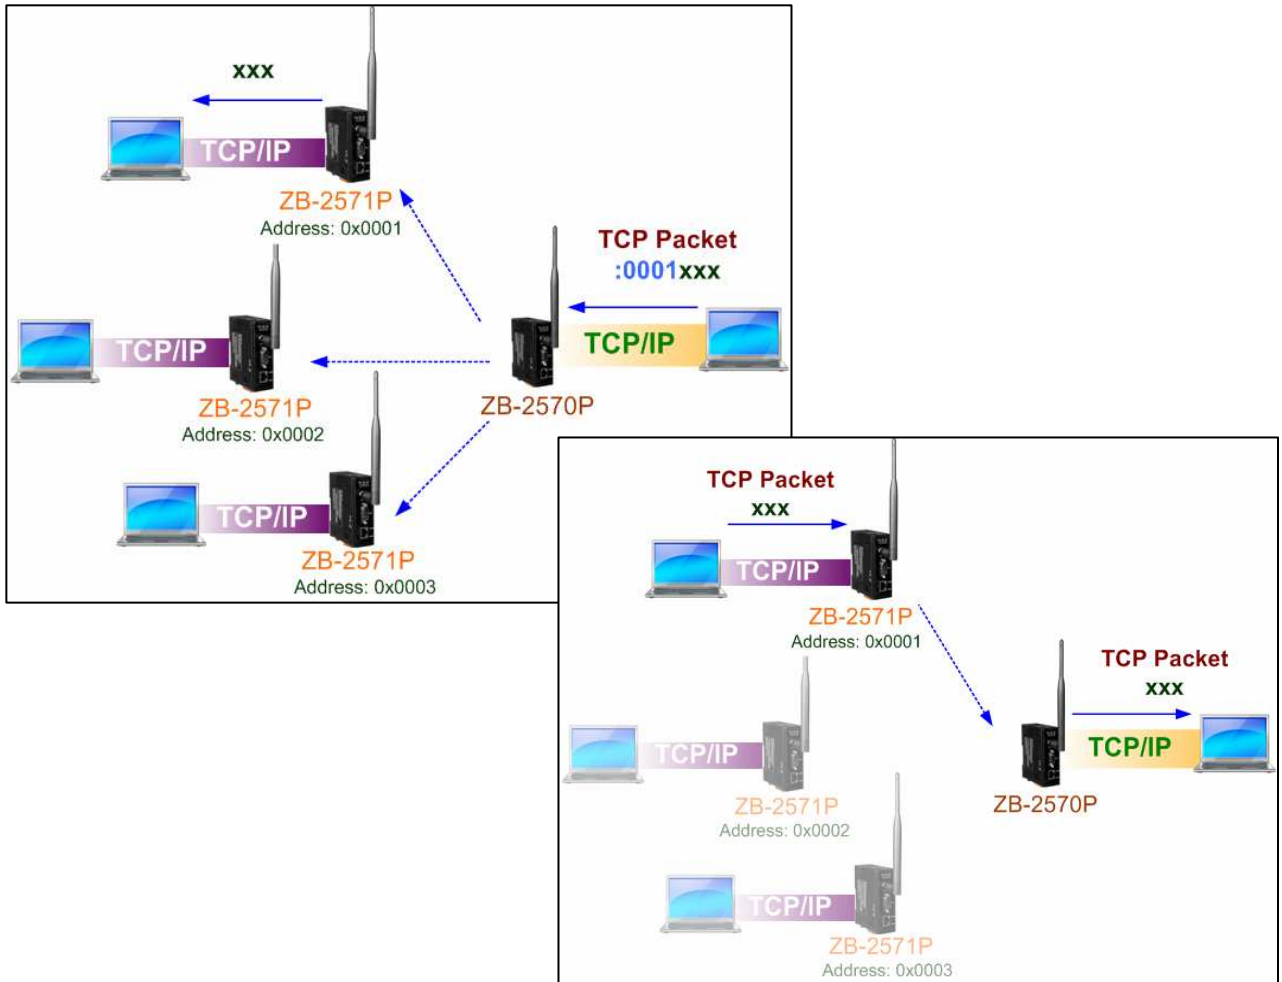 xxx
TCP/IP
ZB-2571P
Address: 0x0001
TCP Packet
:0001xxx
TCP/IP
TCP/IP
ZB-2571P
Address: 0x0002
ZB-2570P
TCP/IP
ZB-2571P
Address: 0x0003
TCP Packet
xxx
TCP/IP
ZB-2571P
Address: 0x0001
TCP Packet
xxx
TCP/IP
TCP/IP
ZB-2570P
ZB-2571P
Address: 0x0002
TCP/IP
ZB-2571P
Address: 0x0003